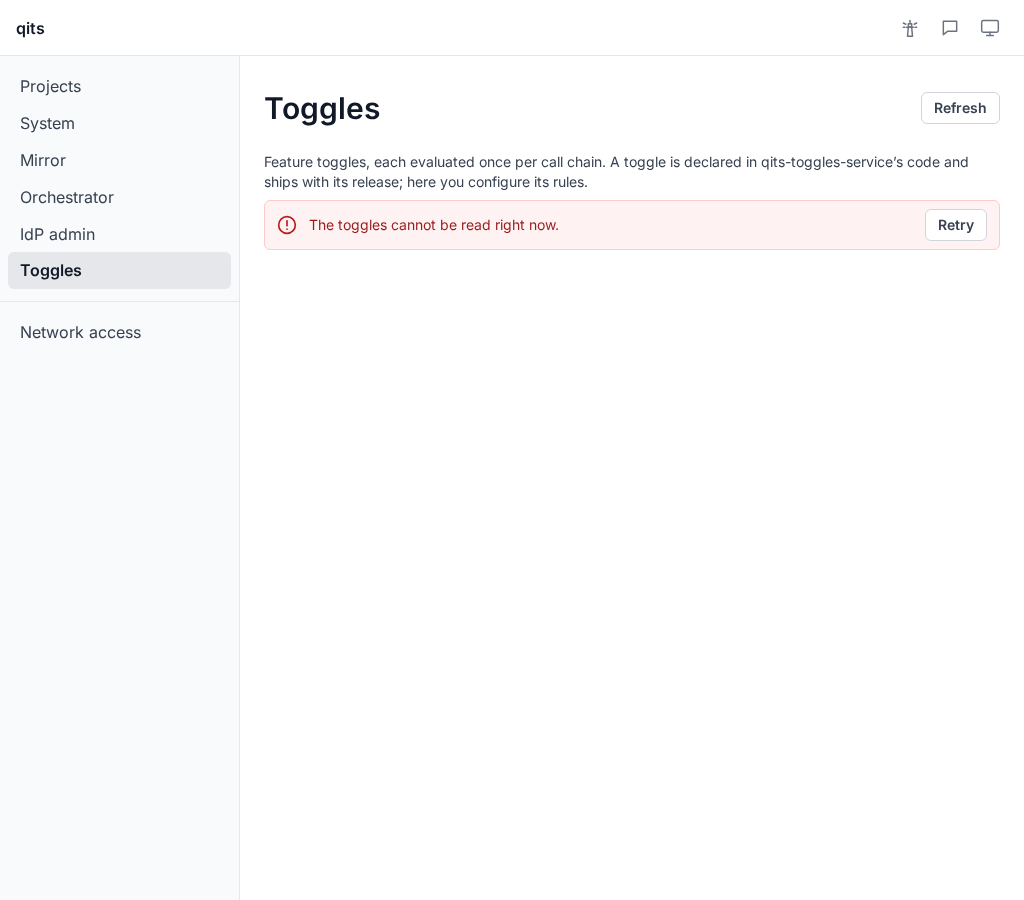 qits
Projects
System
Mirror
Orchestrator
IdP admin
Toggles
Network access
Toggles
Refresh
Feature toggles, each evaluated once per call chain. A toggle is declared in qits-toggles-service’s code and
ships with its release; here you configure its rules.
The toggles cannot be read right now.
Retry